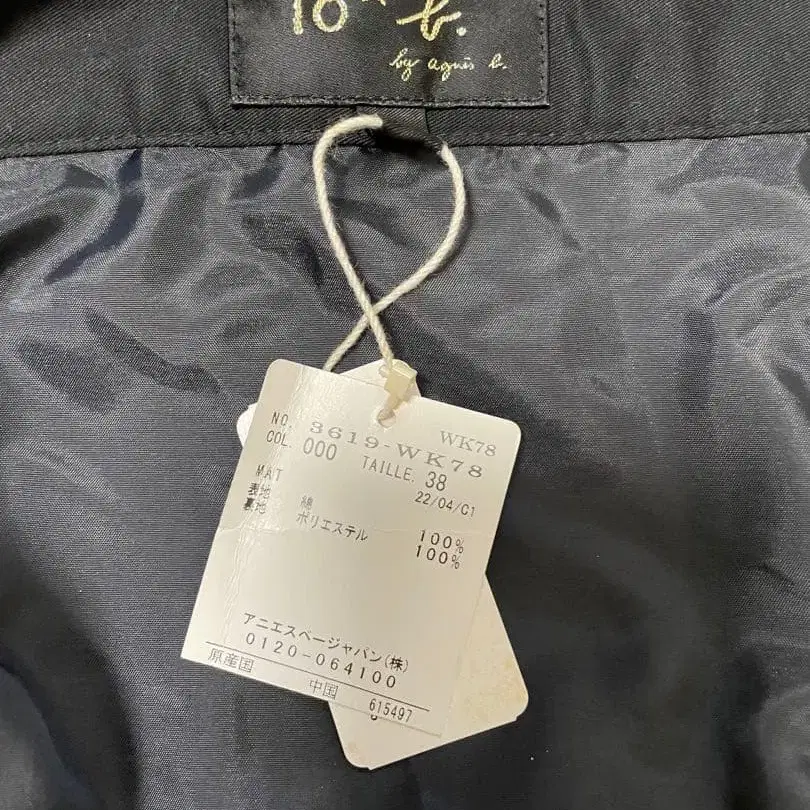 by agnès b.
WK78
NO. 3619-WK78
COL. 000 TAILLE. 38
22/04/C1
MAT
表地 綿 100%
裏地 ポリエステル 100%
アニエスベージャパン(株)
0120-064100
原産国 中国
615497